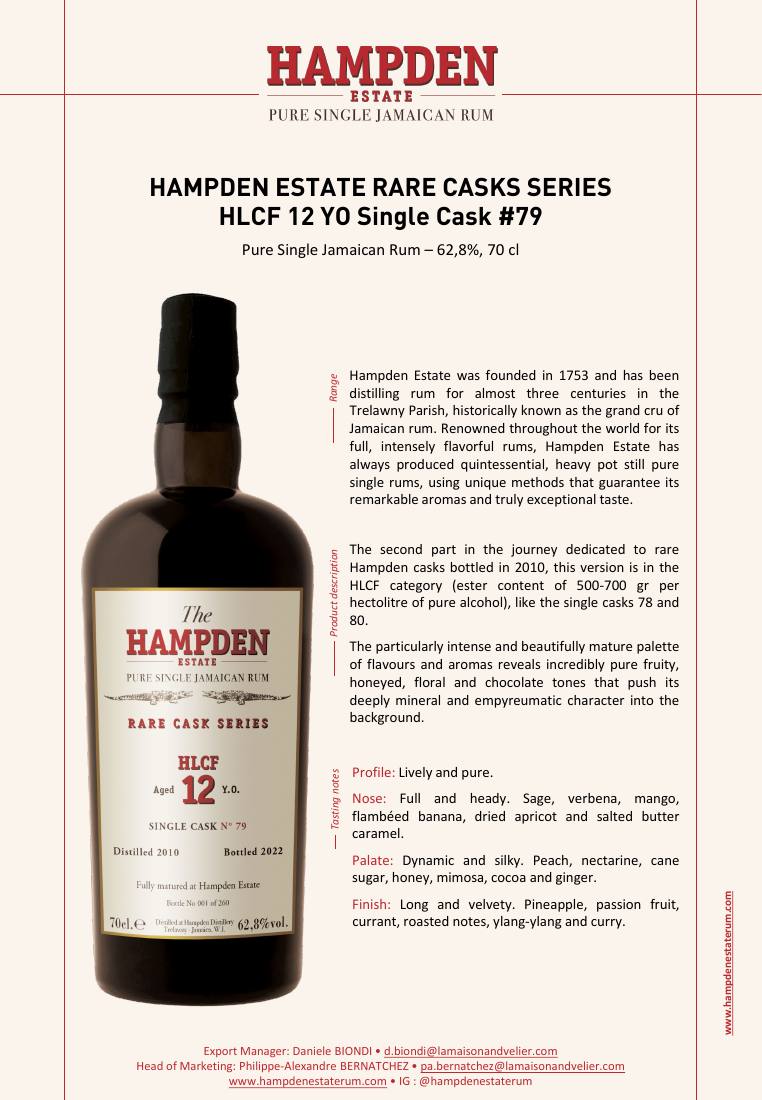 HAMPDEN
ESTATE
PURE SINGLE JAMAICAN RUM
HAMPDEN ESTATE RARE CASKS SERIES
HLCF 12 YO Single Cask #79
Pure Single Jamaican Rum – 62,8%, 70 cl
Range
Hampden Estate was founded in 1753 and has been
distilling rum for almost three centuries in the
Trelawny Parish, historically known as the grand cru of
Jamaican rum. Renowned throughout the world for its
full, intensely flavorful rums, Hampden Estate has
always produced quintessential, heavy pot still pure
single rums, using unique methods that guarantee its
remarkable aromas and truly exceptional taste.
Product description
The second part in the journey dedicated to rare
Hampden casks bottled in 2010, this version is in the
HLCF category (ester content of 500-700 gr per
hectolitre of pure alcohol), like the single casks 78 and
80.
The particularly intense and beautifully mature palette
of flavours and aromas reveals incredibly pure fruity,
honeyed, floral and chocolate tones that push its
deeply mineral and empyreumatic character into the
background.
Tasting notes
Profile: Lively and pure.
Nose: Full and heady. Sage, verbena, mango,
flambéed banana, dried apricot and salted butter
caramel.
Palate: Dynamic and silky. Peach, nectarine, cane
sugar, honey, mimosa, cocoa and ginger.
Finish: Long and velvety. Pineapple, passion fruit,
currant, roasted notes, ylang-ylang and curry.
The
HAMPDEN
ESTATE
PURE SINGLE JAMAICAN RUM
RARE CASK SERIES
HLCF
Aged 12 Y.O.
SINGLE CASK N° 79
Distilled 2010 Bottled 2022
Fully matured at Hampden Estate
Bottle No 001 of 260
70cl.℮ Distilled at Hampden Distillery 62,8%vol.
Trelawny - Jamaica, W.I.
www.hampdenestaterum.com
Export Manager: Daniele BIONDI • d.biondi@lamaisonandvelier.com
Head of Marketing: Philippe-Alexandre BERNATCHEZ • pa.bernatchez@lamaisonandvelier.com
www.hampdenestaterum.com • IG : @hampdenestaterum